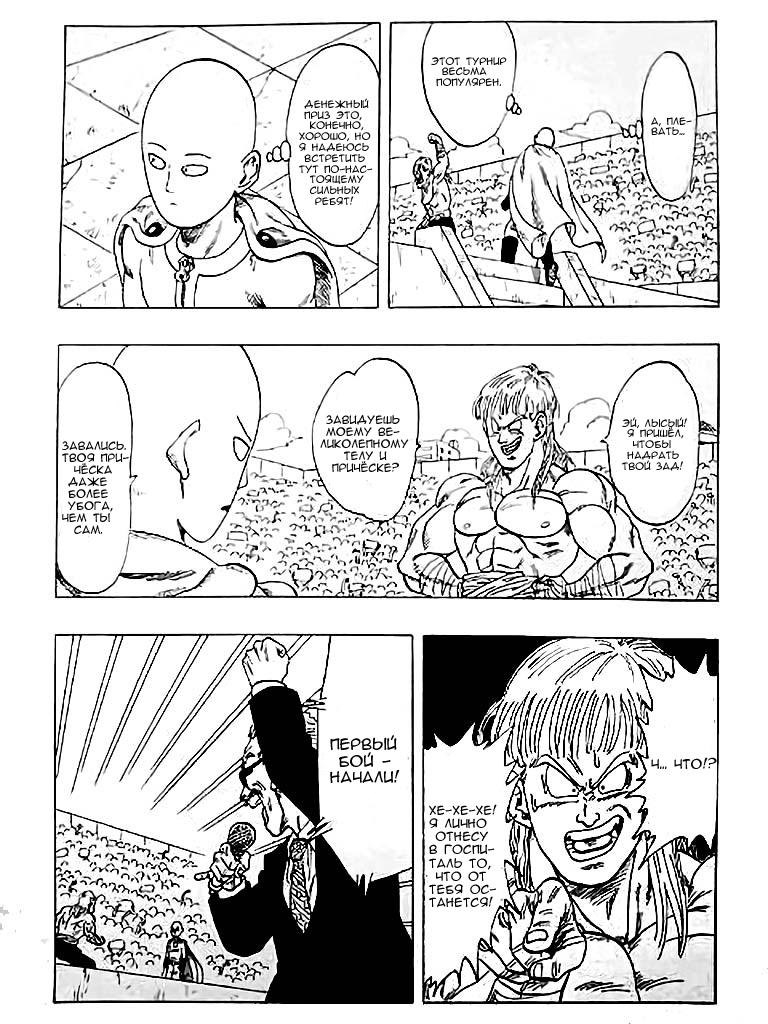 А, ПЛЕ-
ВАТЬ...
ЭТОТ ТУРНИР
ВЕСЬМА
ПОПУЛЯРЕН.
ДЕНЕЖНЫЙ
ПРИЗ ЭТО,
КОНЕЧНО,
ХОРОШО, НО
Я НАДЕЮСЬ
ВСТРЕТИТЬ
ТУТ ПО-НАС-
ТОЯЩЕМУ
СИЛЬНЫХ
РЕБЯТ!
ЭЙ, ЛЫСЫЙ!
Я ПРИШЁЛ,
ЧТОБЫ
НАДРАТЬ
ТВОЙ ЗАД!
ЗАВИДУЕШЬ
МОЕМУ ВЕ-
ЛИКОЛЕПНОМУ
ТЕЛУ И
ПРИЧЁСКЕ?
ЗАВАЛИСЬ.
ТВОЯ ПРИ-
ЧЁСКА
ДАЖЕ
БОЛЕЕ
УБОГА,
ЧЕМ ТЫ
САМ.
Ч... ЧТО!?
ХЕ-ХЕ-ХЕ!
Я ЛИЧНО
ОТНЕСУ
В ГОСПИ-
ТАЛЬ ТО,
ЧТО ОТ
ТЕБЯ ОС-
ТАНЕТСЯ!
ПЕРВЫЙ
БОЙ -
НАЧАЛИ!